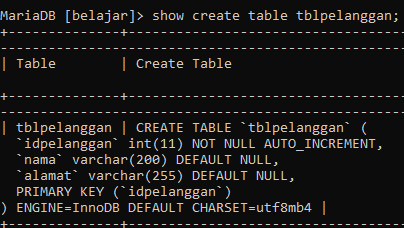 MariaDB [belajar]> show create table tblpelanggan;
+--------------+------------------------------------
----------------------------------------------------
| Table        | Create Table

+--------------+------------------------------------
----------------------------------------------------
| tblpelanggan | CREATE TABLE `tblpelanggan` (
  `idpelanggan` int(11) NOT NULL AUTO_INCREMENT,
  `nama` varchar(200) DEFAULT NULL,
  `alamat` varchar(255) DEFAULT NULL,
  PRIMARY KEY (`idpelanggan`)
) ENGINE=InnoDB DEFAULT CHARSET=utf8mb4 |
+--------------+------------------------------------